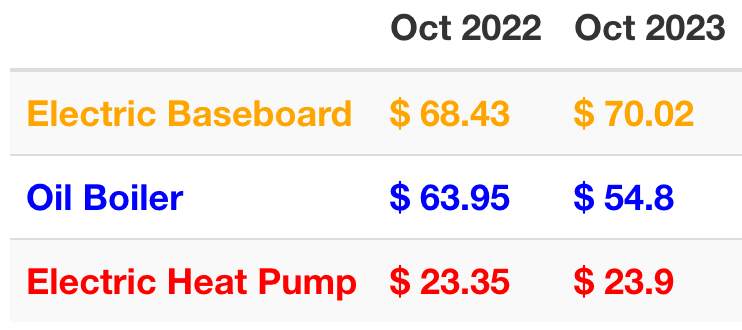 Oct 2022 Oct 2023
Electric Baseboard $ 68.43 $ 70.02
Oil Boiler $ 63.95 $ 54.8
Electric Heat Pump $ 23.35 $ 23.9